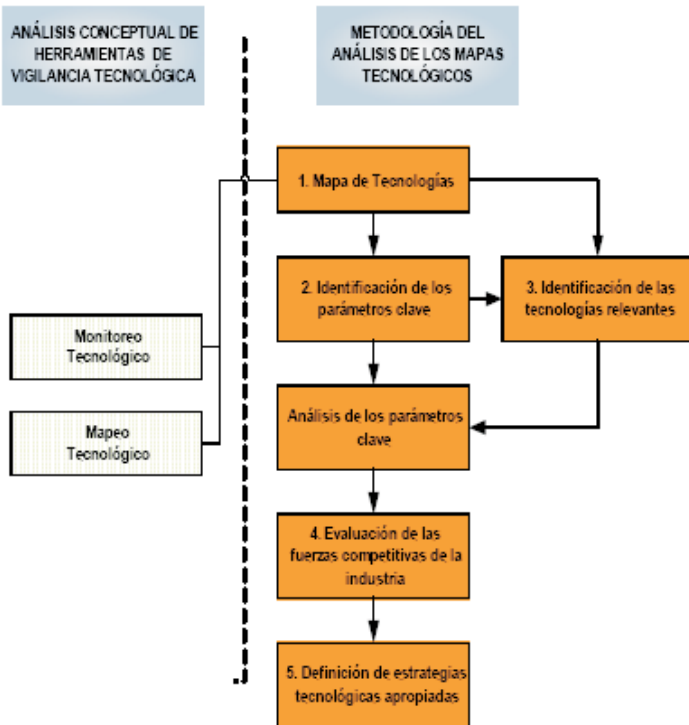 ANÁLISIS CONCEPTUAL DE
HERRAMIENTAS DE
VIGILANCIA TECNOLÓGICA
METODOLOGÍA DEL
ANÁLISIS DE LOS MAPAS
TECNOLÓGICOS
1. Mapa de Tecnologías
2. Identificación de los
parámetros clave
3. Identificación de las
tecnologías relevantes
Monitoreo
Tecnológico
Mapeo
Tecnológico
Análisis de los parámetros
clave
4. Evaluación de las
fuerzas competitivas de la
industria
5. Definición de estrategias
tecnológicas apropiadas